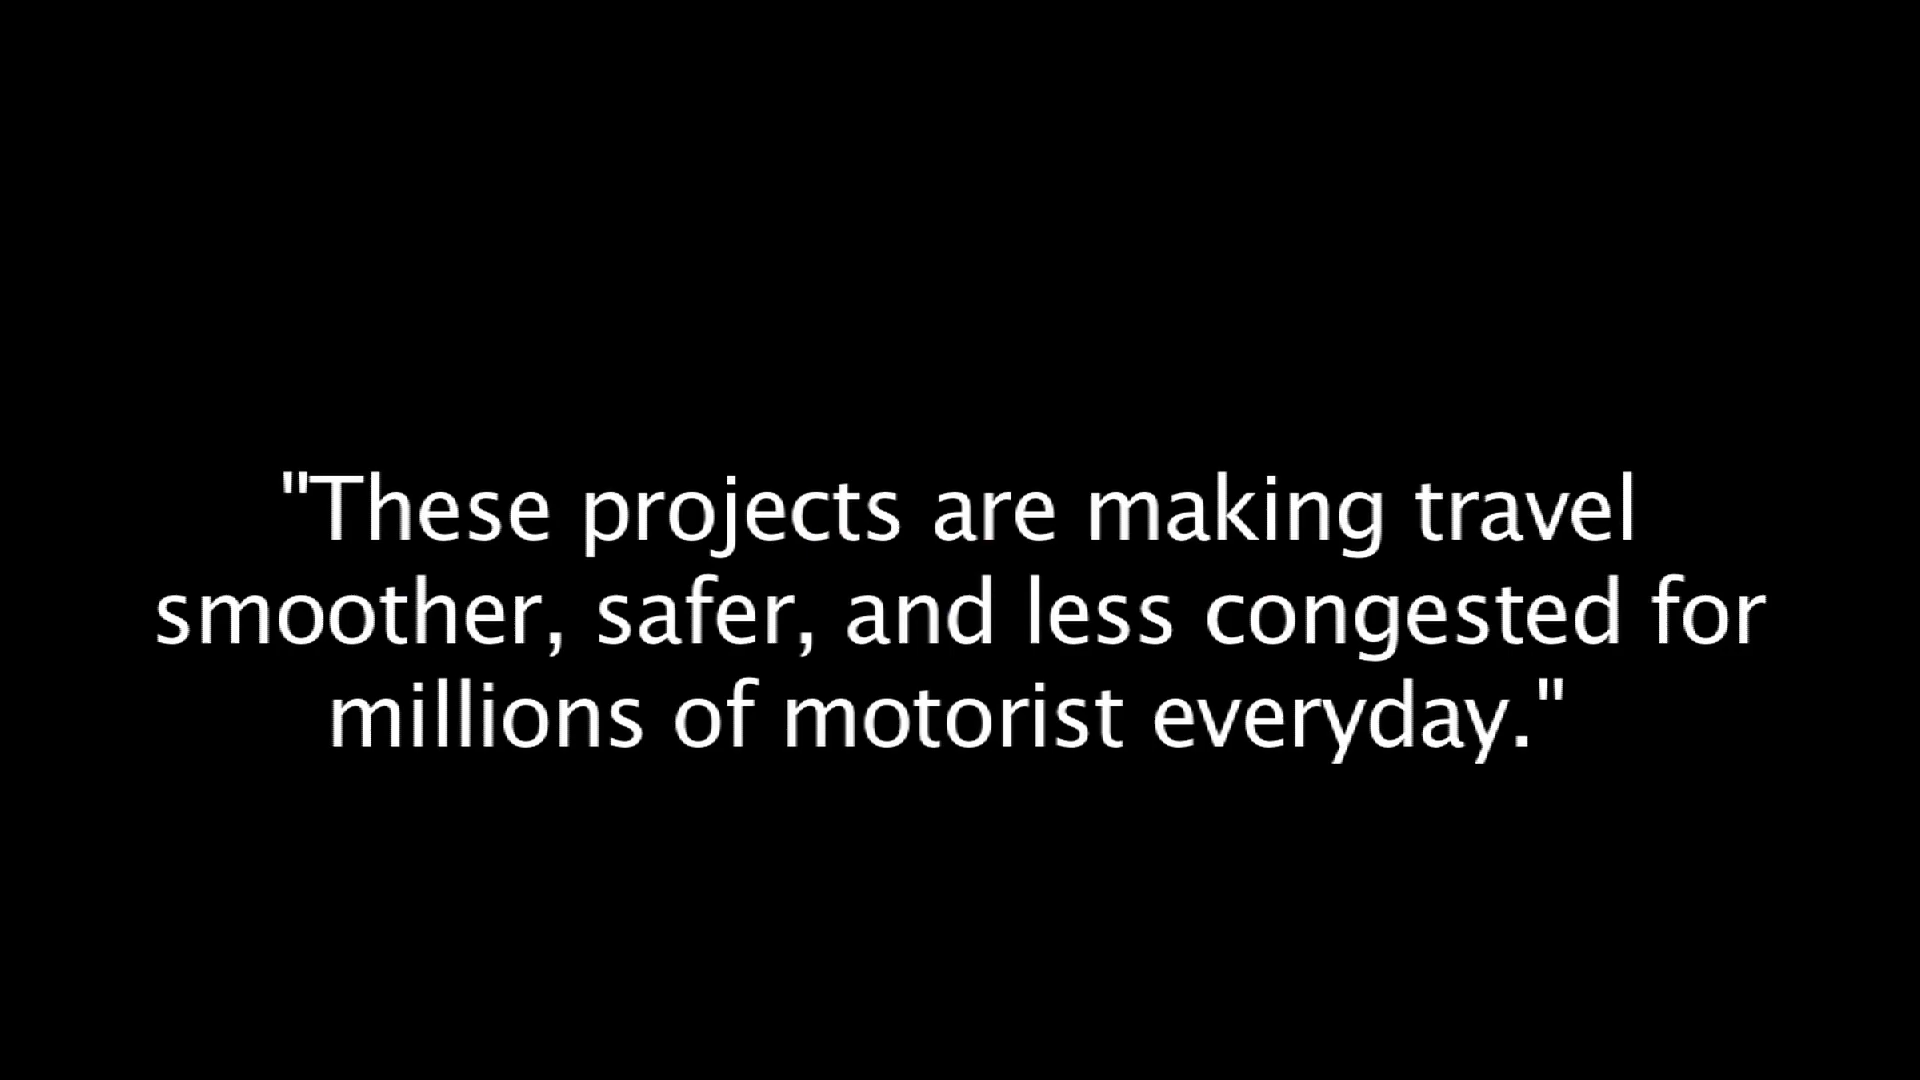 "These projects are making travel
smoother, safer, and less congested for
millions of motorist everyday."